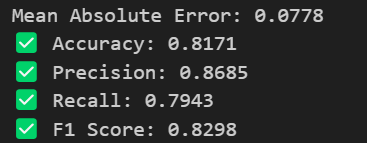 Mean Absolute Error: 0.0778
✅ Accuracy: 0.8171
✅ Precision: 0.8685
✅ Recall: 0.7943
✅ F1 Score: 0.8298